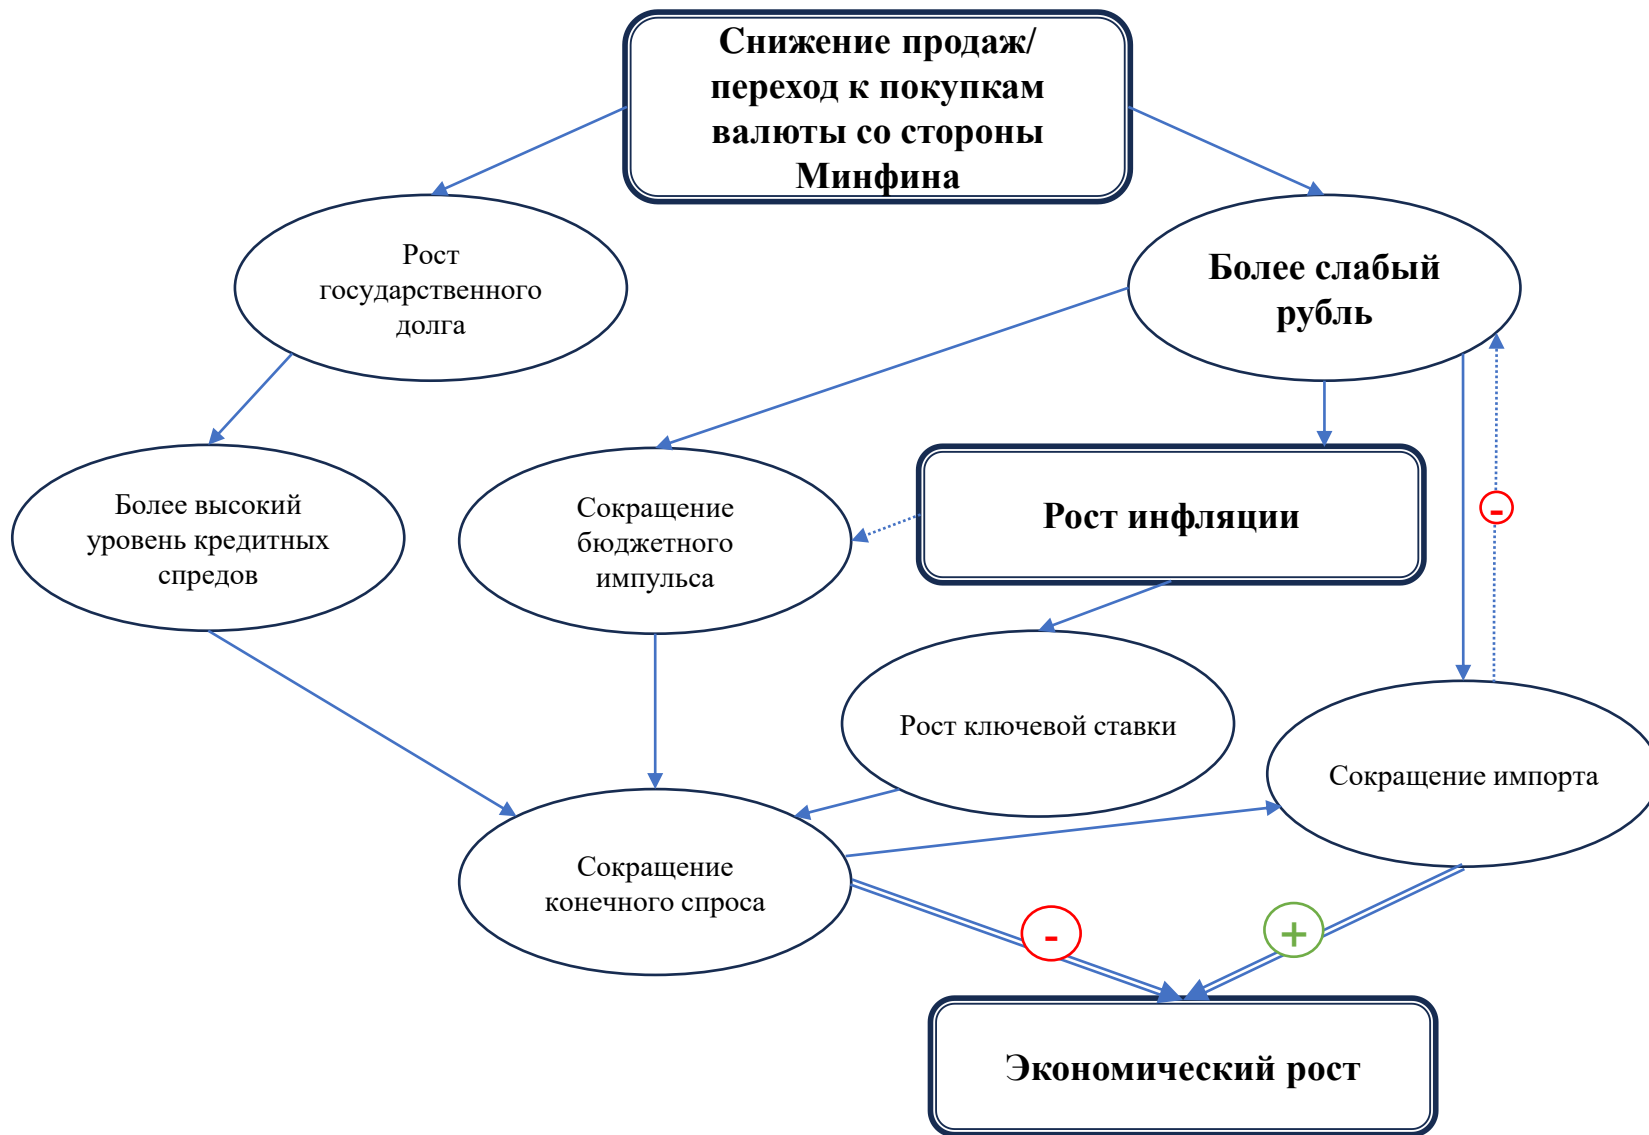 Снижение продаж/
переход к покупкам
валюты со стороны
Минфина
Рост
государственного
долга
Более слабый
рубль
Более высокий
уровень кредитных
спредов
Сокращение
бюджетного
импульса
Рост инфляции
-
Рост ключевой ставки
Сокращение импорта
Сокращение
конечного спроса
-
+
Экономический рост